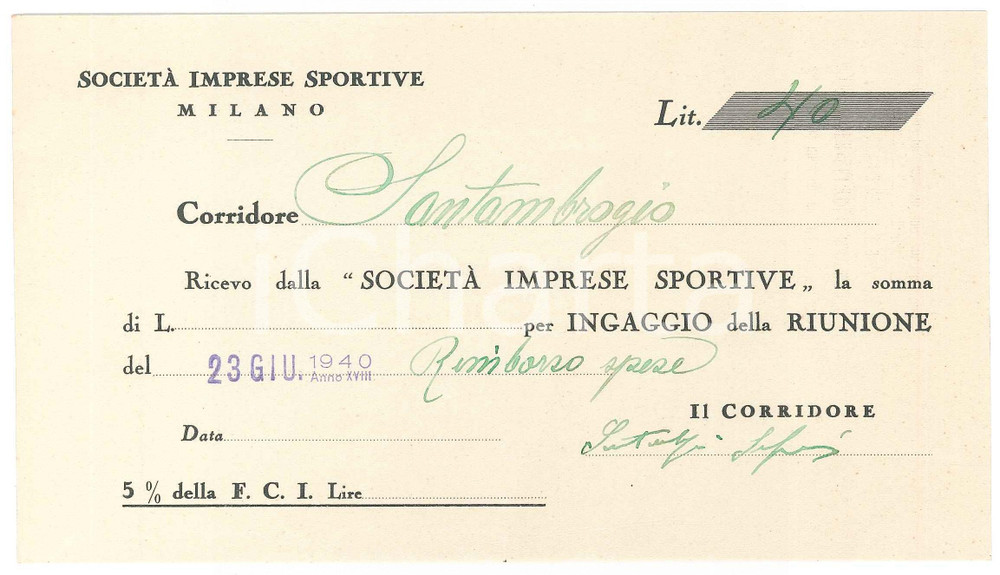 SOCIETÀ IMPRESE SPORTIVE
MILANO
Lit. 40
Corridore Santambrogio
iCharta
Ricevo dalla “SOCIETÀ IMPRESE SPORTIVE„ la somma
di L. per INGAGGIO della RIUNIONE
del 23 GIU. 1940 Anno XVIII Rimborso spese
Il CORRIDORE
Data
5 % della F. C. I. Lire